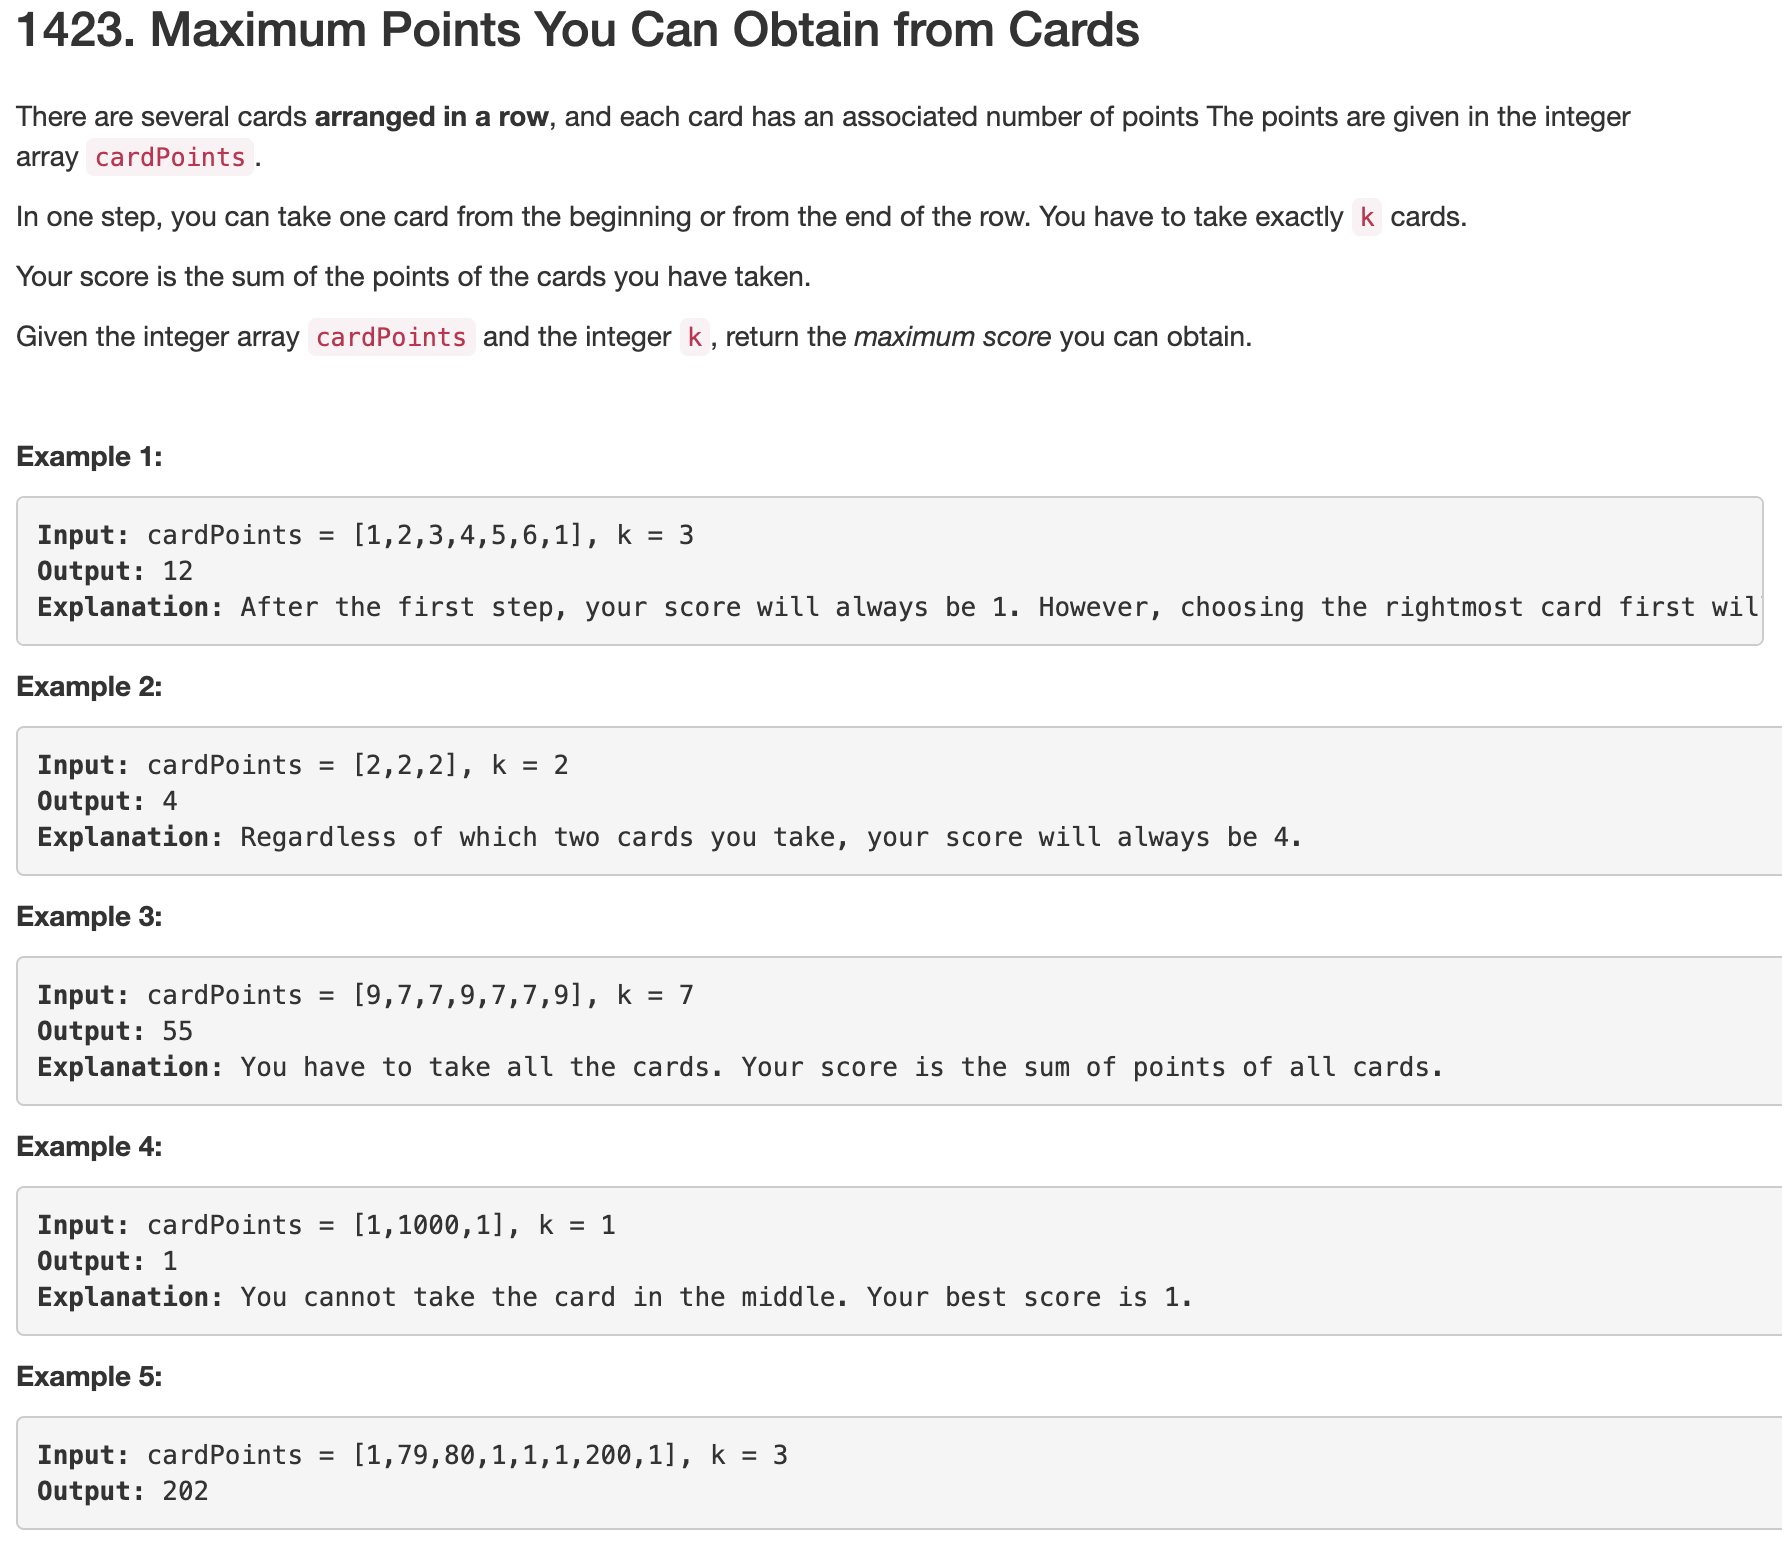 1423. Maximum Points You Can Obtain from Cards
There are several cards arranged in a row, and each card has an associated number of points The points are given in the integer
array cardPoints.
In one step, you can take one card from the beginning or from the end of the row. You have to take exactly k cards.
Your score is the sum of the points of the cards you have taken.
Given the integer array cardPoints and the integer k, return the maximum score you can obtain.
Example 1:
Input: cardPoints = [1,2,3,4,5,6,1], k = 3
Output: 12
Explanation: After the first step, your score will always be 1. However, choosing the rightmost card first wil
Example 2:
Input: cardPoints = [2,2,2], k = 2
Output: 4
Explanation: Regardless of which two cards you take, your score will always be 4.
Example 3:
Input: cardPoints = [9,7,7,9,7,7,9], k = 7
Output: 55
Explanation: You have to take all the cards. Your score is the sum of points of all cards.
Example 4:
Input: cardPoints = [1,1000,1], k = 1
Output: 1
Explanation: You cannot take the card in the middle. Your best score is 1.
Example 5:
Input: cardPoints = [1,79,80,1,1,1,200,1], k = 3
Output: 202